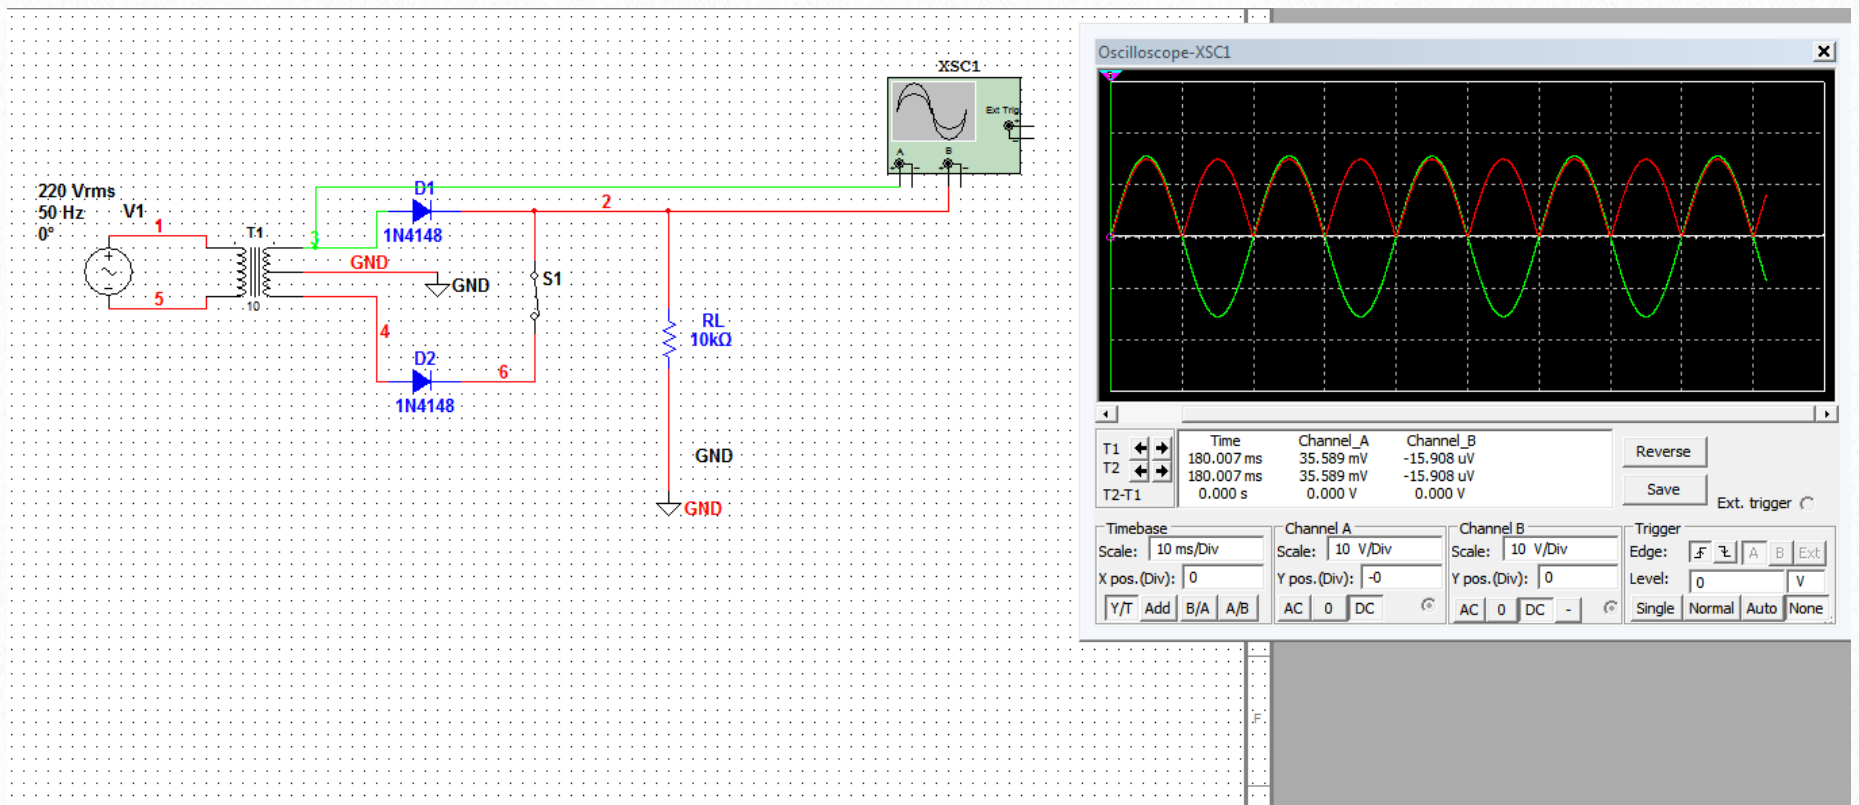 XSC1
Ext Trig
+
−
A
B
+ − + −
220 Vrms
50 Hz
0°
V1
1
5
T1
10
3
GND
GND
4
D1
1N4148
2
S1
D2
1N4148
6
RL
10kΩ
GND
GND
F
Oscilloscope-XSC1
T1
T2
T2-T1
Time Channel_A Channel_B
180.007 ms 35.589 mV -15.908 uV
180.007 ms 35.589 mV -15.908 uV
0.000 s 0.000 V 0.000 V
Reverse
Save
Ext. trigger
Timebase
Scale: 10 ms/Div
X pos.(Div): 0
Y/T Add B/A A/B
Channel A
Scale: 10 V/Div
Y pos.(Div): -0
AC 0 DC
Channel B
Scale: 10 V/Div
Y pos.(Div): 0
AC 0 DC -
Trigger
Edge: A B Ext
Level: 0 V
Single Normal Auto None